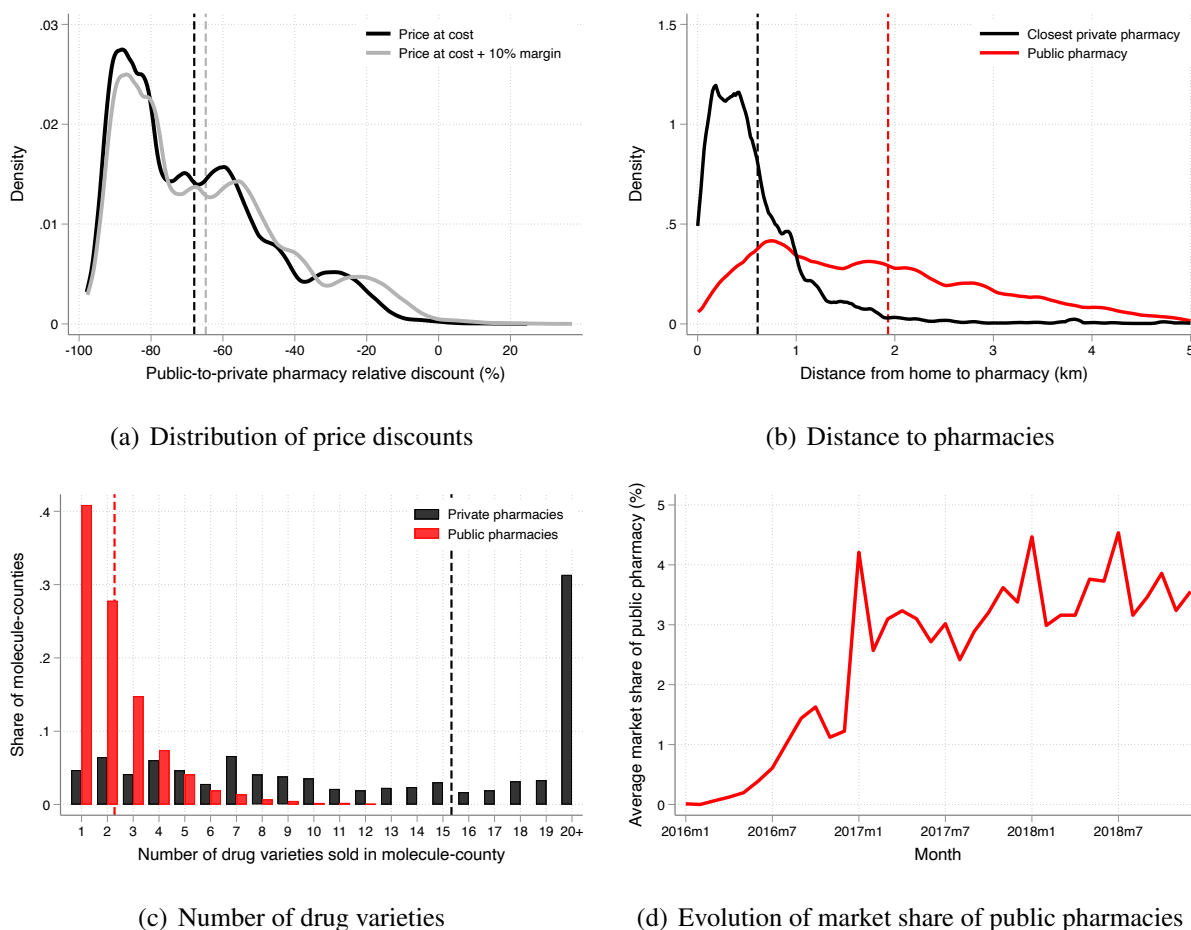 .03
.02
.01
0
Density
-100 -80 -60 -40 -20 0 20
Public-to-private pharmacy relative discount (%)
Price at cost
Price at cost + 10% margin
(a) Distribution of price discounts
1.5
1
.5
0
Density
0 1 2 3 4 5
Distance from home to pharmacy (km)
Closest private pharmacy
Public pharmacy
(b) Distance to pharmacies
.4
.3
.2
.1
0
Share of molecule-counties
1 2 3 4 5 6 7 8 9 10 11 12 13 14 15 16 17 18 19 20+
Number of drug varieties sold in molecule-county
Private pharmacies
Public pharmacies
(c) Number of drug varieties
5
4
3
2
1
0
Average market share of public pharmacy (%)
2016m1 2016m7 2017m1 2017m7 2018m1 2018m7
Month
(d) Evolution of market share of public pharmacies